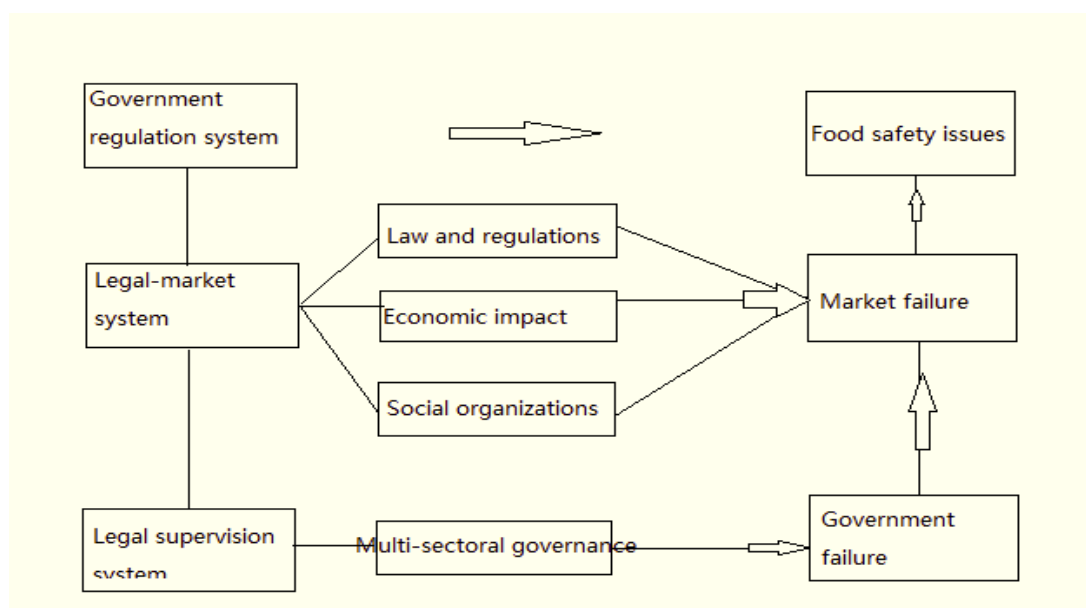 Government
regulation system
Food safety issues
Law and regulations
Legal-market
system
Economic impact
Market failure
Social organizations
Legal supervision
system
Multi-sectoral governance
Government
failure